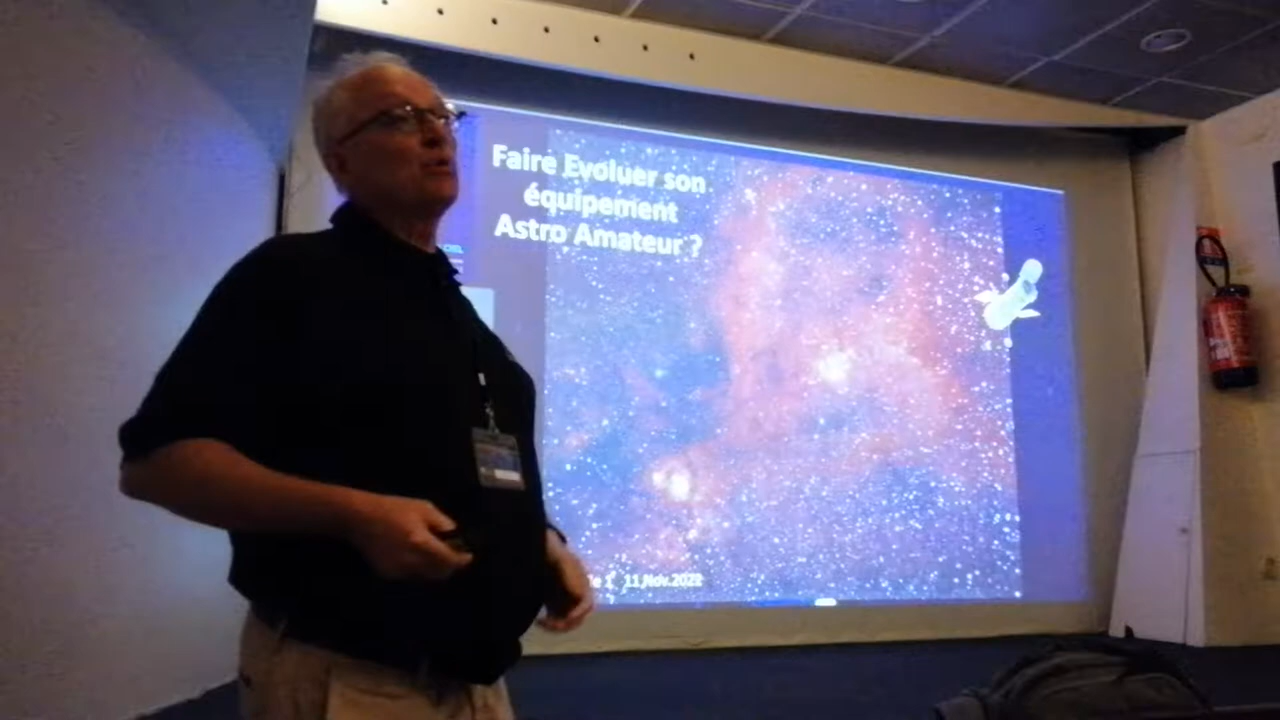 Faire Evoluer son
équipement
Astro Amateur ?
11 Nov.2022